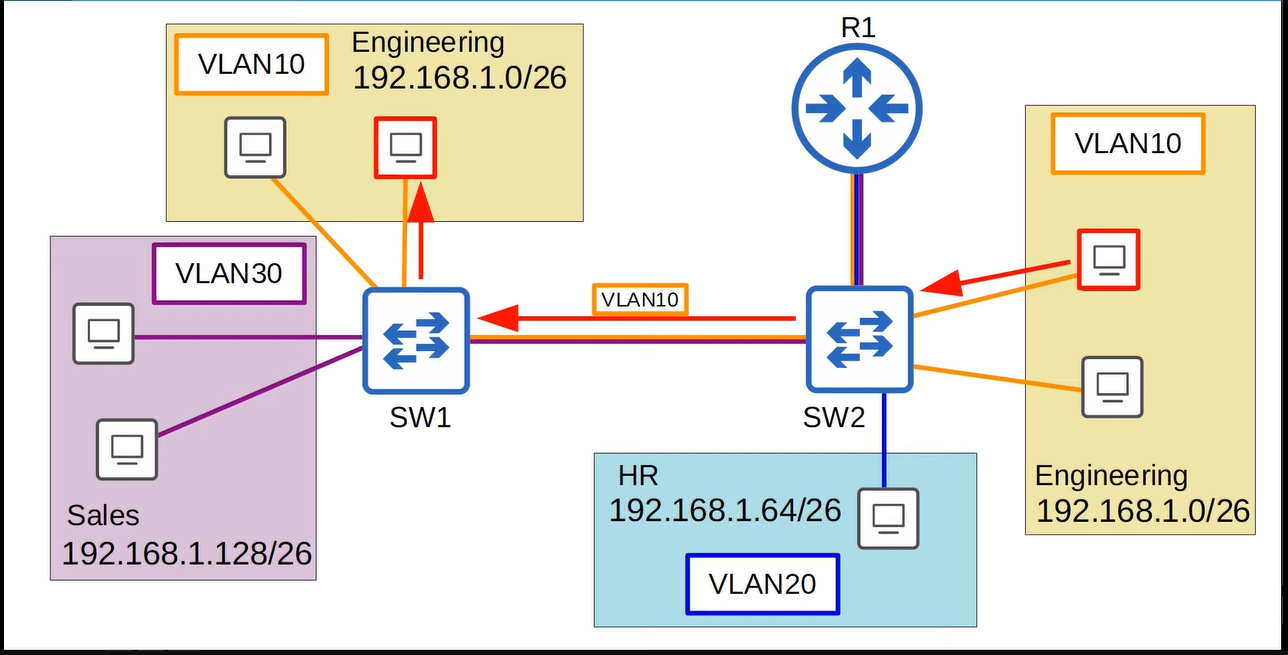 R1
VLAN10
Engineering
192.168.1.0/26
VLAN10
VLAN30
VLAN10
SW1
SW2
Sales
192.168.1.128/26
HR
192.168.1.64/26
VLAN20
Engineering
192.168.1.0/26